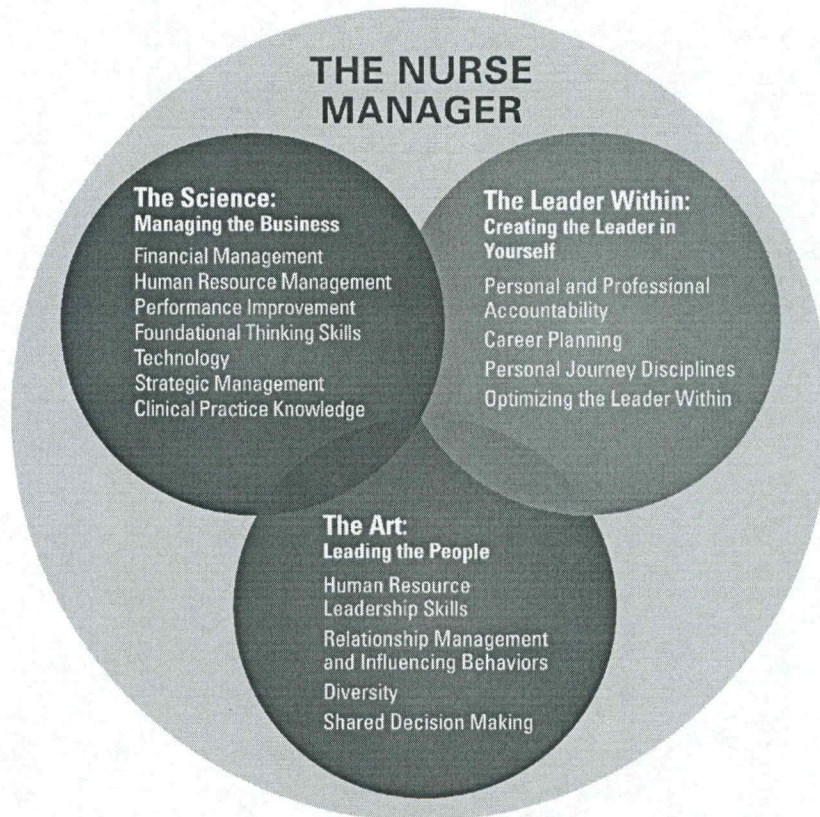 THE NURSE
MANAGER
The Science:
Managing the Business
Financial Management
Human Resource Management
Performance Improvement
Foundational Thinking Skills
Technology
Strategic Management
Clinical Practice Knowledge
The Leader Within:
Creating the Leader in
Yourself
Personal and Professional
Accountability
Career Planning
Personal Journey Disciplines
Optimizing the Leader Within
The Art:
Leading the People
Human Resource
Leadership Skills
Relationship Management
and Influencing Behaviors
Diversity
Shared Decision Making